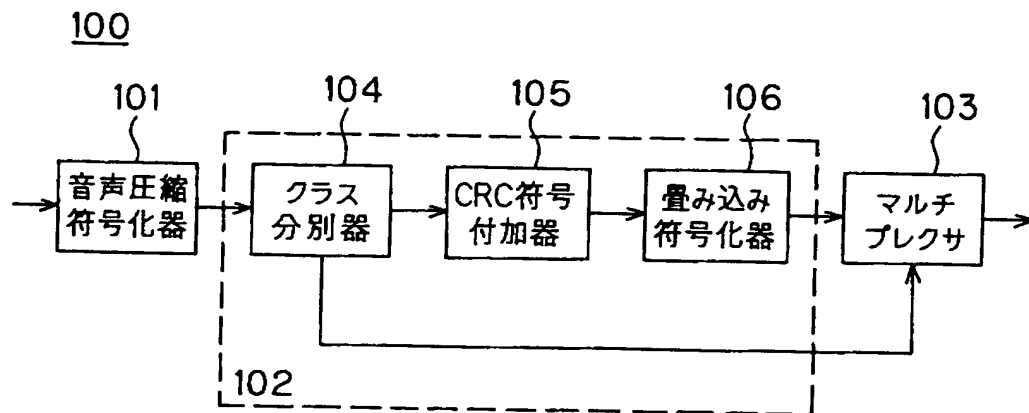 100
101
104
105
106
103
音声圧縮
符号化器
クラス
分別器
CRC符号
付加器
畳み込み
符号化器
マルチ
プレクサ
102